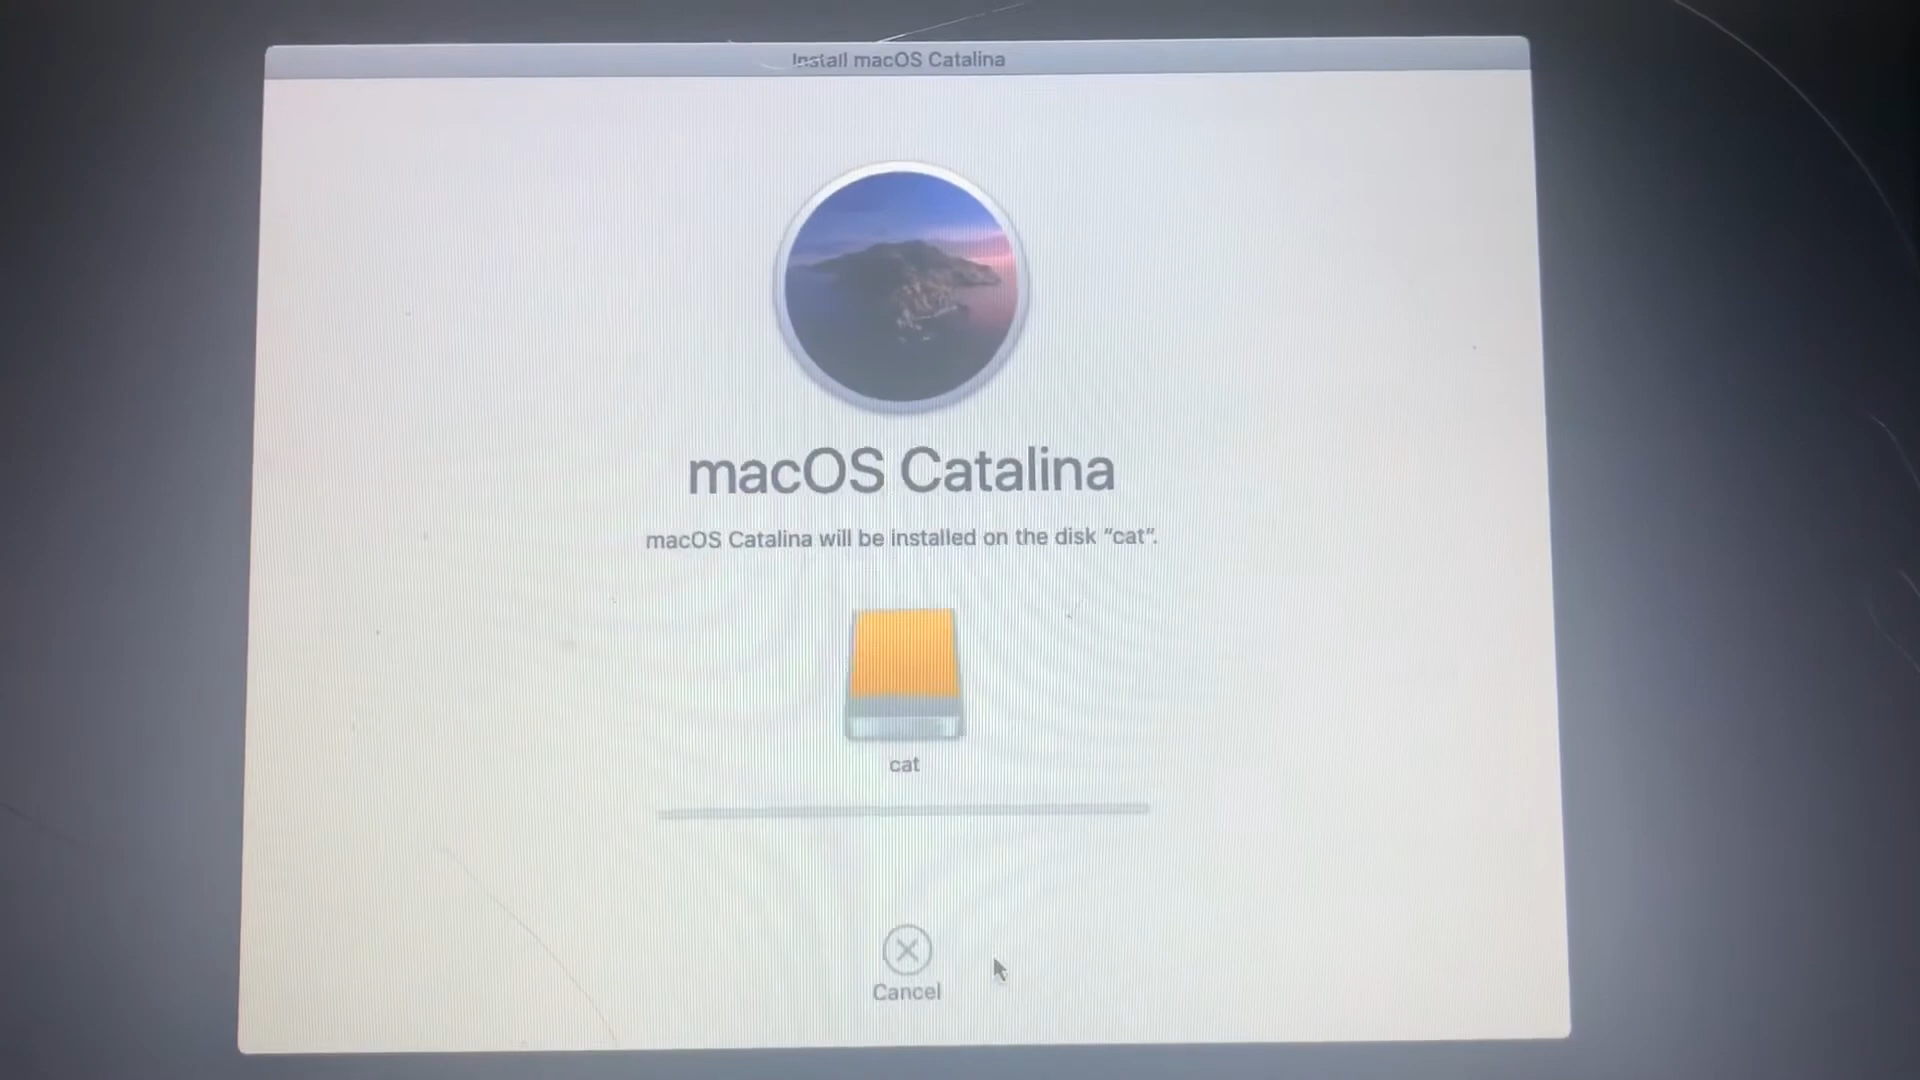 Install macOS Catalina
macOS Catalina
macOS Catalina will be installed on the disk “cat”.
cat
Cancel